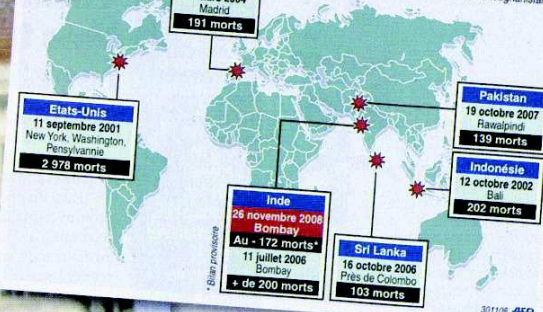 Madrid
191 morts
Etats-Unis
11 septembre 2001
New York, Washington,
Pensylvannie
2 978 morts
Pakistan
19 octobre 2007
Rawalpindi
139 morts
Indonésie
12 octobre 2002
Bali
202 morts
Inde
26 novembre 2008
Bombay
Au - 172 morts*
11 juillet 2006
Bombay
+ de 200 morts
Sri Lanka
16 octobre 2006
Près de Colombo
103 morts
* Bilan provisoire
301106 AFP